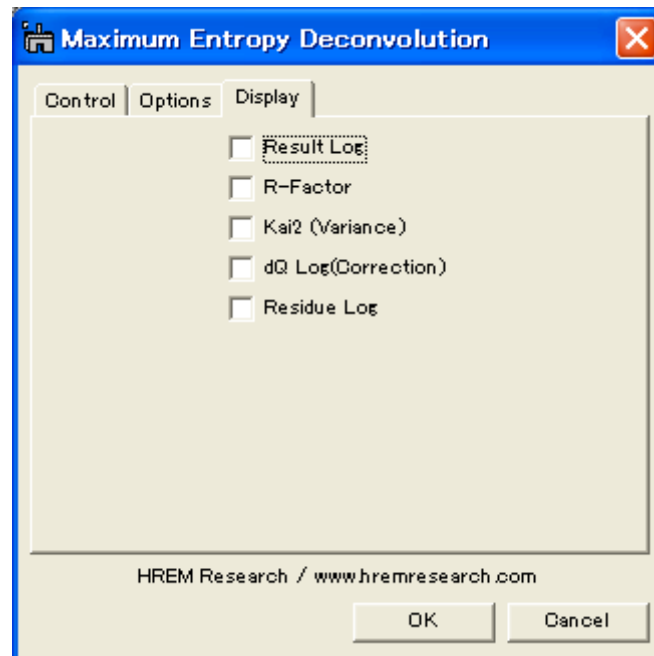 Maximum Entropy Deconvolution
Control Options Display
Result Log
R-Factor
Kai2 (Variance)
dQ Log(Correction)
Residue Log
HREM Research / www.hremresearch.com
OK Cancel